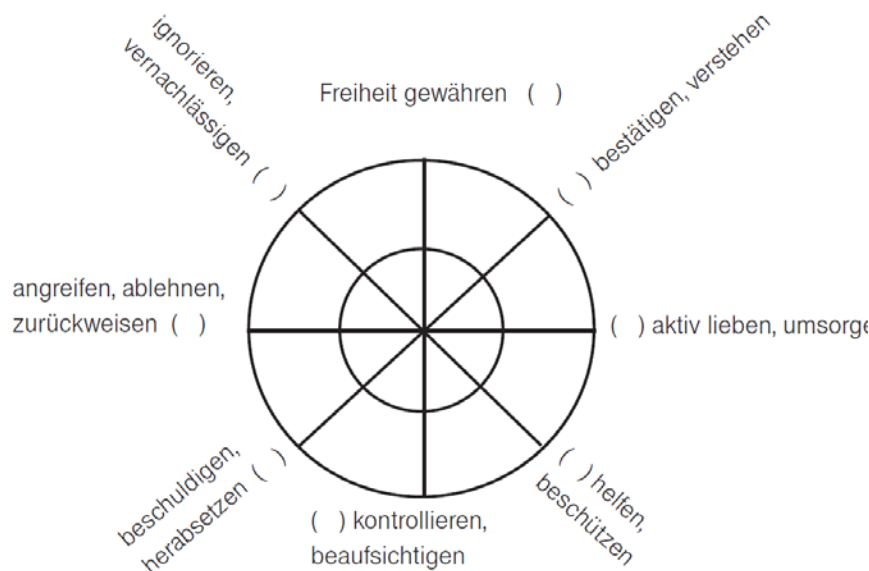 ignorieren,
vernachlässigen ( )
Freiheit gewähren ( )
( ) bestätigen, verstehen
angreifen, ablehnen,
zurückweisen ( )
( ) aktiv lieben, umsorge
beschuldigen,
herabsetzen ( )
( ) kontrollieren,
beaufsichtigen
( ) helfen,
beschützen